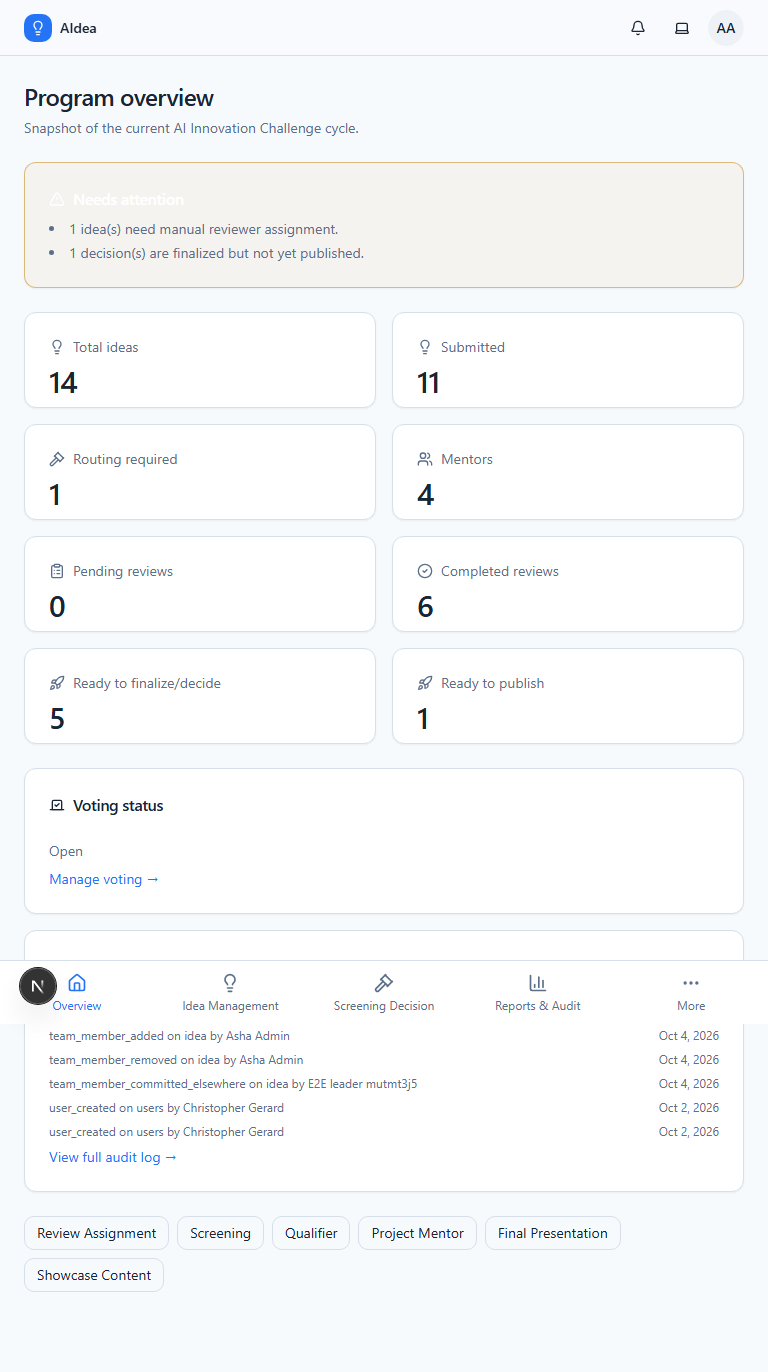 AIdea
AA
Program overview
Snapshot of the current AI Innovation Challenge cycle.
Needs attention
1 idea(s) need manual reviewer assignment.
1 decision(s) are finalized but not yet published.
Total ideas
14
Submitted
11
Routing required
1
Mentors
4
Pending reviews
0
Completed reviews
6
Ready to finalize/decide
5
Ready to publish
1
Voting status
Open
Manage voting →
N
Overview
Idea Management
Screening Decision
Reports & Audit
More
team_member_added on idea by Asha Admin Oct 4, 2026
team_member_removed on idea by Asha Admin Oct 4, 2026
team_member_committed_elsewhere on idea by E2E leader mutmt3j5 Oct 4, 2026
user_created on users by Christopher Gerard Oct 2, 2026
user_created on users by Christopher Gerard Oct 2, 2026
View full audit log →
Review Assignment
Screening
Qualifier
Project Mentor
Final Presentation
Showcase Content